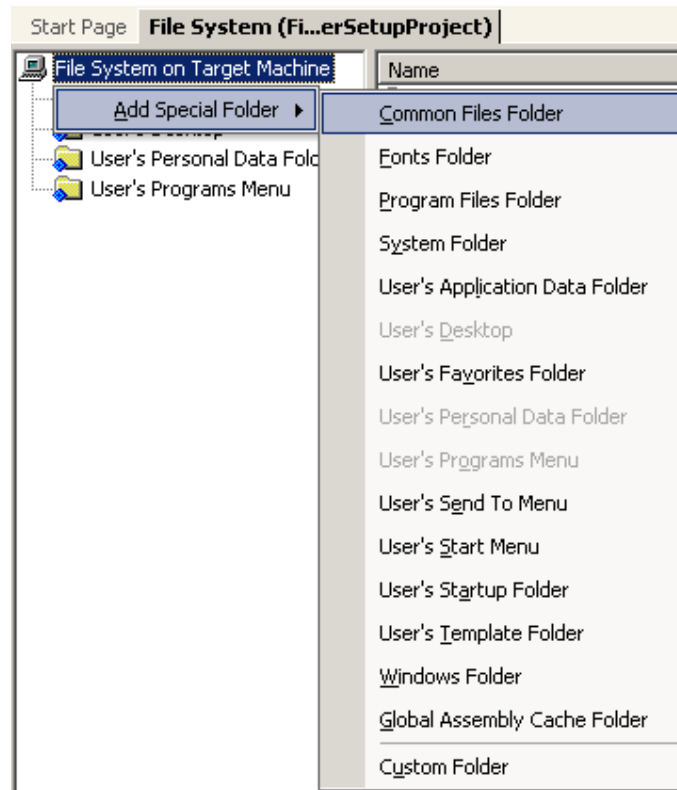 Start Page File System (Fi...erSetupProject)
File System on Target Machine
Name
Add Special Folder
User's Personal Data Fold
User's Programs Menu
Common Files Folder
Fonts Folder
Program Files Folder
System Folder
User's Application Data Folder
User's Desktop
User's Favorites Folder
User's Personal Data Folder
User's Programs Menu
User's Send To Menu
User's Start Menu
User's Startup Folder
User's Template Folder
Windows Folder
Global Assembly Cache Folder
Custom Folder